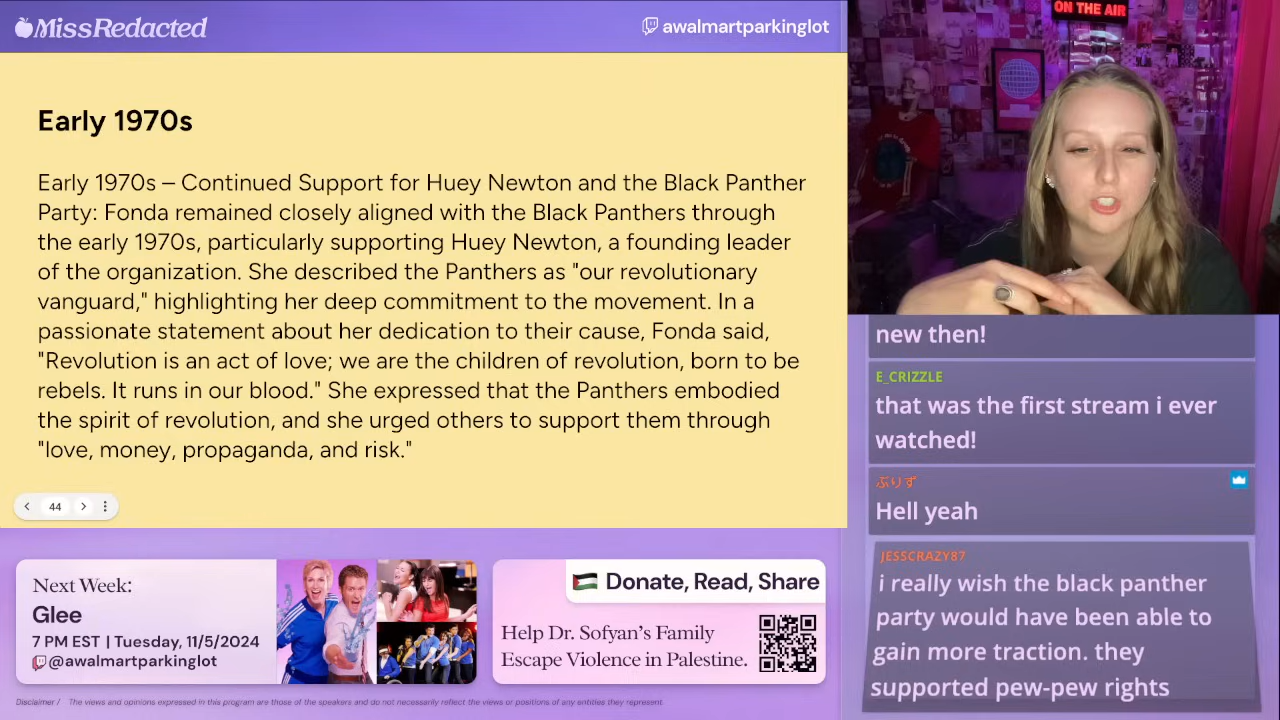 MissRedacted
awalmartparkinglot
ON THE AIR
Early 1970s
Early 1970s – Continued Support for Huey Newton and the Black Panther
Party: Fonda remained closely aligned with the Black Panthers through
the early 1970s, particularly supporting Huey Newton, a founding leader
of the organization. She described the Panthers as "our revolutionary
vanguard," highlighting her deep commitment to the movement. In a
passionate statement about her dedication to their cause, Fonda said,
"Revolution is an act of love; we are the children of revolution, born to be
rebels. It runs in our blood." She expressed that the Panthers embodied
the spirit of revolution, and she urged others to support them through
"love, money, propaganda, and risk."
44
new then!
E_CRIZZLE
that was the first stream i ever
watched!
ぶりず
Hell yeah
JESSCRAZY87
i really wish the black panther
party would have been able to
gain more traction. they
supported pew-pew rights
Next Week:
Glee
7 PM EST | Tuesday, 11/5/2024
@awalmartparkinglot
Donate, Read, Share
Help Dr. Sofyan's Family
Escape Violence in Palestine.
Disclaimer / The views and opinions expressed in this program are those of the speakers and do not necessarily reflect the views or positions of any entities they represent.